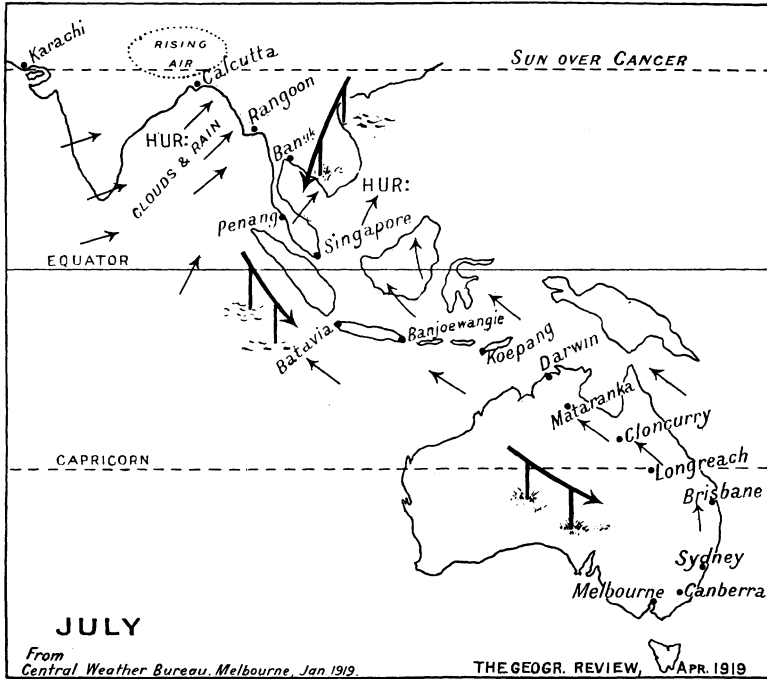 Karachi
RISING
AIR
Calcutta
SUN OVER CANCER
Rangoon
HUR:
CLOUDS & RAIN
Bangk
HUR:
Penang
Singapore
EQUATOR
Batavia
Banjoewangie
Koepang
Darwin
Mataranka
Cloncurry
CAPRICORN
Longreach
Brisbane
Sydney
Melbourne
Canberra
JULY
From
Central Weather Bureau, Melbourne, Jan. 1919.
THE GEOGR. REVIEW, APR. 1919